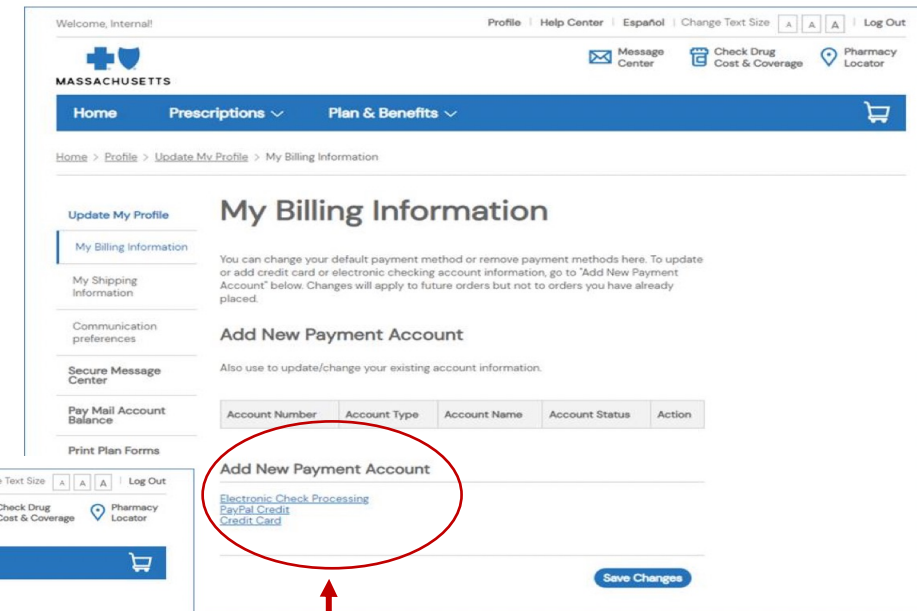 Welcome, Internal!
Profile | Help Center | Español | Change Text Size A A A | Log Out
MASSACHUSETTS
Message Center
Check Drug Cost & Coverage
Pharmacy Locator
Home Prescriptions Plan & Benefits
Home > Profile > Update My Profile > My Billing Information
Update My Profile
My Billing Information
My Shipping
Information
Communication
preferences
Secure Message
Center
Pay Mail Account
Balance
Print Plan Forms
My Billing Information
You can change your default payment method or remove payment methods here. To update
or add credit card or electronic checking account information, go to "Add New Payment
Account" below. Changes will apply to future orders but not to orders you have already
placed.
Add New Payment Account
Also use to update/change your existing account information.
Account Number Account Type Account Name Account Status Action
Add New Payment Account
Electronic Check Processing
PayPal Credit
Credit Card
Save Changes
Text Size A A A | Log Out
Check Drug
Cost & Coverage
Pharmacy
Locator